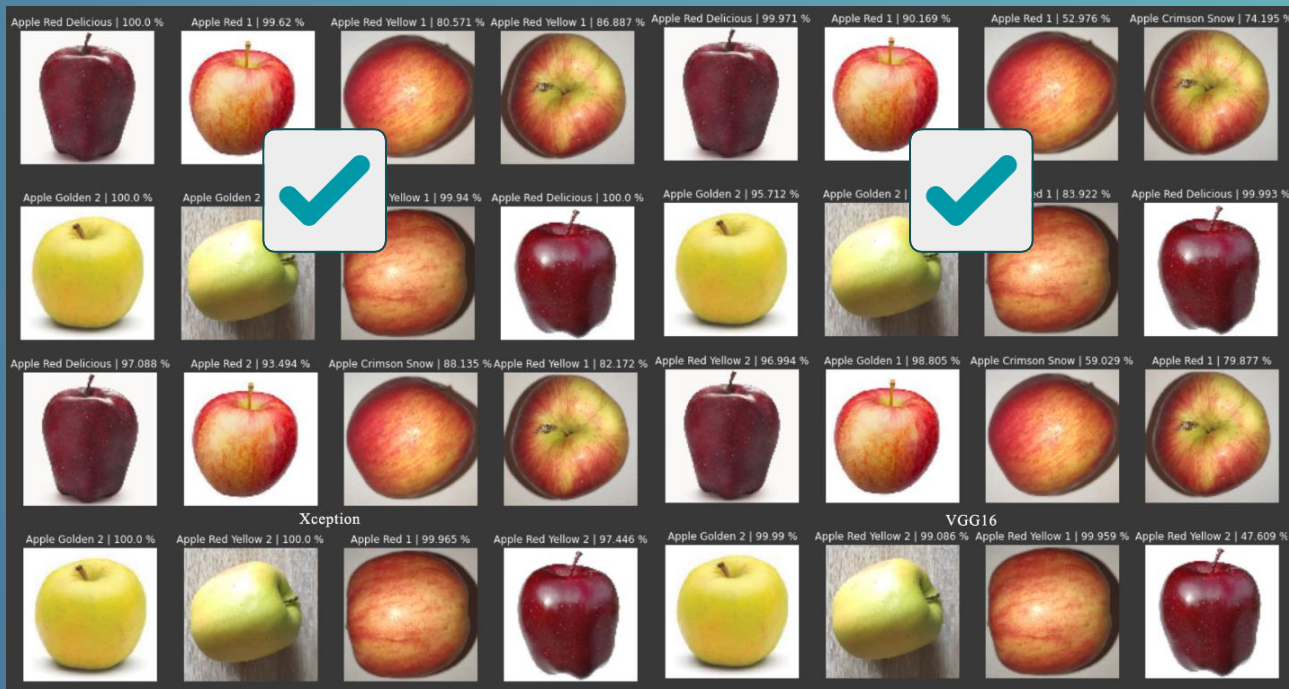 Apple Red Delicious | 100.0 %
Apple Red 1 | 99.62 %
Apple Red Yellow 1 | 80.571 %
Apple Red Yellow 1 | 86.887 %
Apple Red Delicious | 99.971 %
Apple Red 1 | 90.169 %
Apple Red 1 | 52.976 %
Apple Crimson Snow | 74.195 %
Apple Golden 2 | 100.0 %
Apple Golden 2
Yellow 1 | 99.94 %
Apple Red Delicious | 100.0 %
Apple Golden 2 | 95.712 %
Apple Golden 2 |
1 | 83.922 %
Apple Red Delicious | 99.993 %
Apple Red Delicious | 97.088 %
Apple Red 2 | 93.494 %
Apple Crimson Snow | 88.135 %
Apple Red Yellow 1 | 82.172 %
Apple Red Yellow 2 | 96.994 %
Apple Golden 1 | 98.805 %
Apple Crimson Snow | 59.029 %
Apple Red 1 | 79.877 %
Xception
VGG16
Apple Golden 2 | 100.0 %
Apple Red Yellow 2 | 100.0 %
Apple Red 1 | 99.965 %
Apple Red Yellow 2 | 97.446 %
Apple Golden 2 | 99.99 %
Apple Red Yellow 2 | 99.086 %
Apple Red Yellow 1 | 99.959 %
Apple Red Yellow 2 | 47.609 %